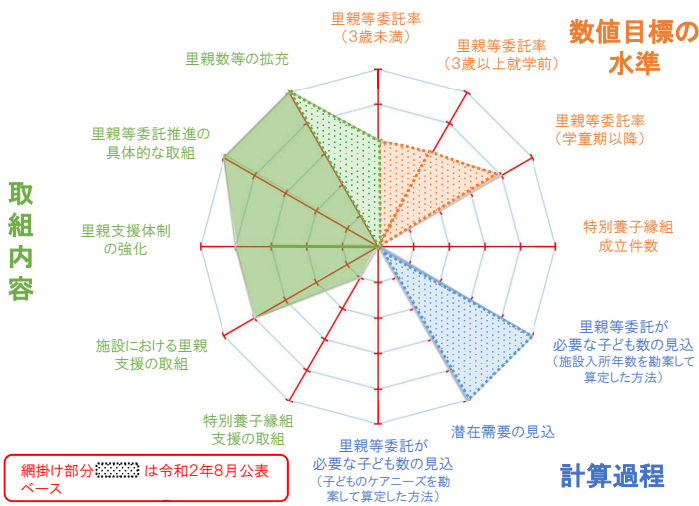 里親等委託率
（3歳未満）
里親等委託率
（3歳以上就学前）
数値目標の
水準
里親数等の拡充
里親等委託率
（学童期以降）
里親等委託推進の
具体的な取組
取組内容
里親支援体制
の強化
特別養子縁組
成立件数
里親等委託が
必要な子ども数の見込
（施設入所年数を勘案して
算定した方法）
施設における里親
支援の取組
特別養子縁組
支援の取組
潜在需要の見込
里親等委託が
必要な子ども数の見込
（子どものケアニーズを勘
案して算定した方法）
計算過程
網掛け部分 は令和2年8月公表
ベース